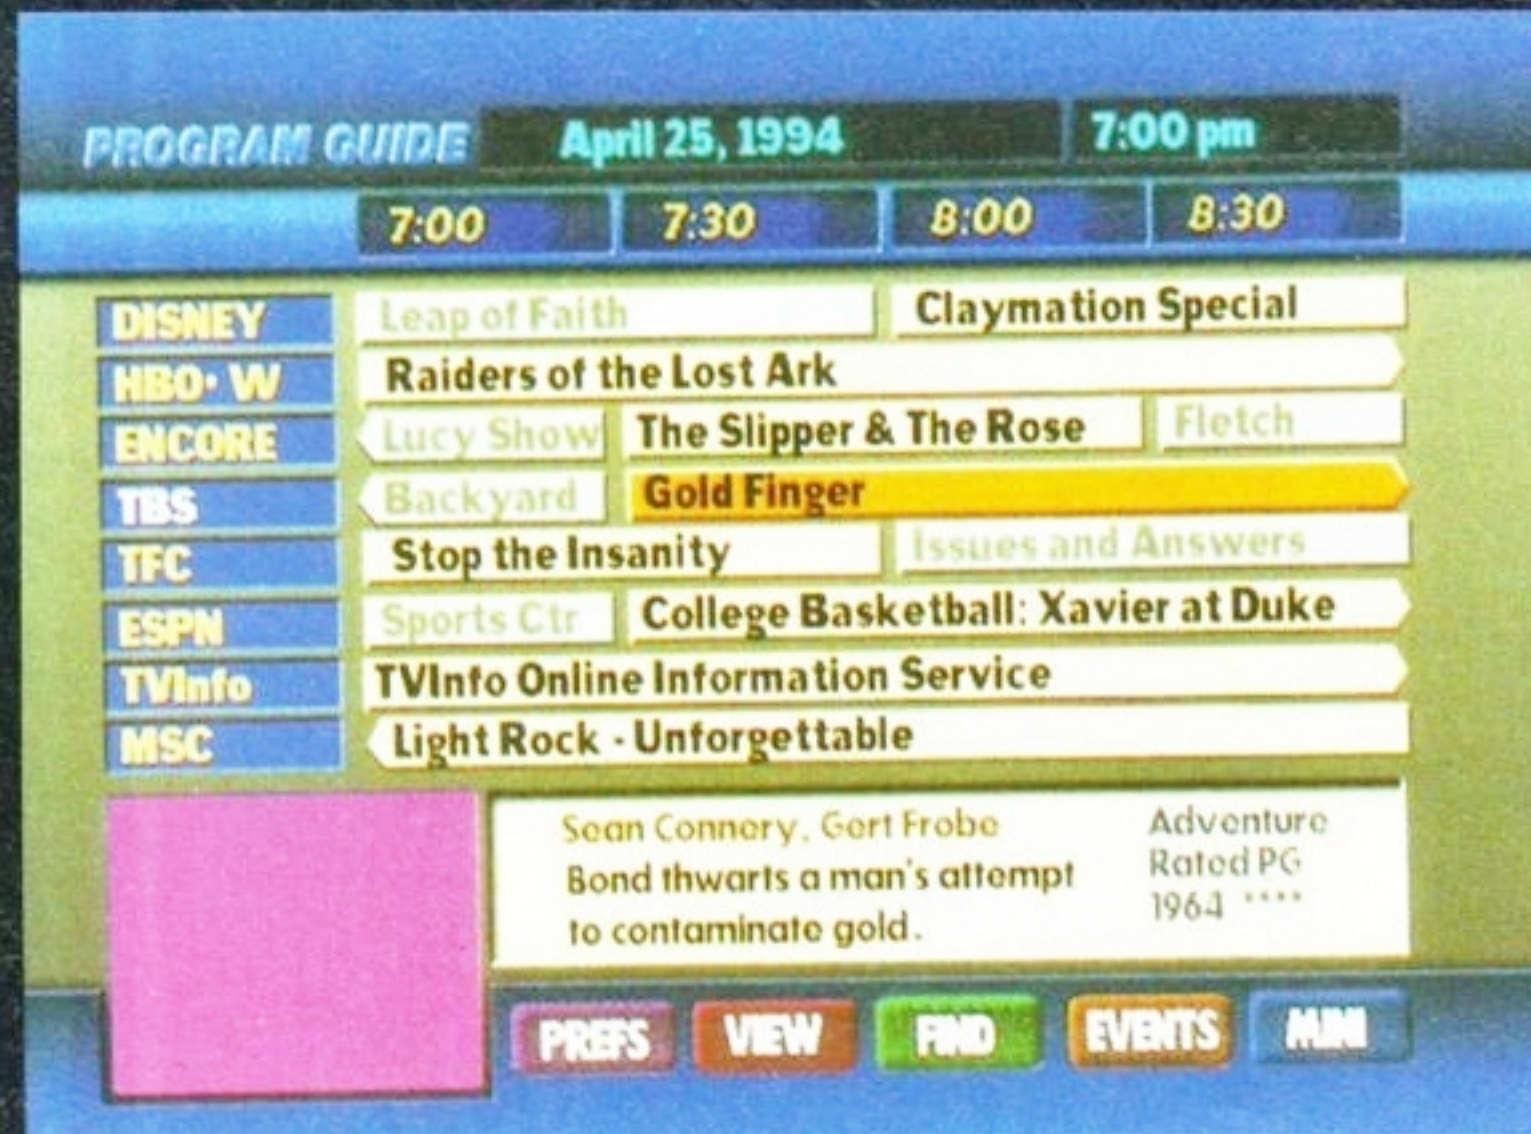 PROGRAM GUIDE April 25, 1994 7:00 pm
7:00 7:30 8:00 8:30
DISNEY Leap of Faith Claymation Special
HBO· W Raiders of the Lost Ark
ENCORE Lucy Show The Slipper & The Rose Fletch
TBS Backyard Gold Finger
TFC Stop the Insanity Issues and Answers
ESPN Sports Ctr College Basketball: Xavier at Duke
TVInfo TVInfo Online Information Service
MSC Light Rock - Unforgettable
Sean Connery, Gert Frobe Adventure
Bond thwarts a man's attempt Rated PG
to contaminate gold. 1964 ****
PREFS VIEW FIND EVENTS MINI